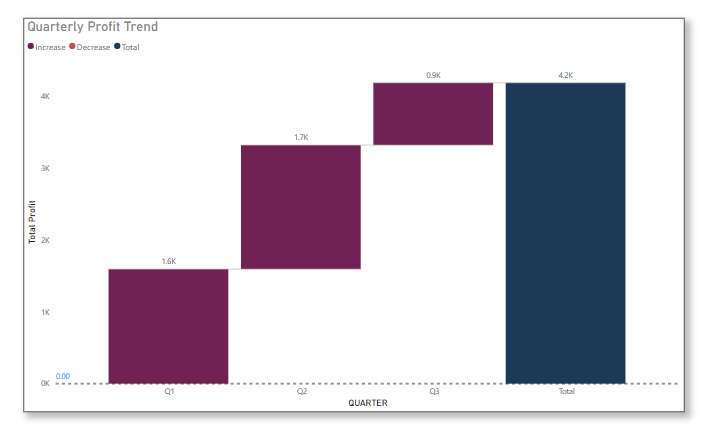 Quarterly Profit Trend
Increase Decrease Total
0.9K 4.2K
4K
1.7K
3K
Total Profit
2K
1.6K
1K
0.00
0K
Q1 Q2 Q3 Total
QUARTER